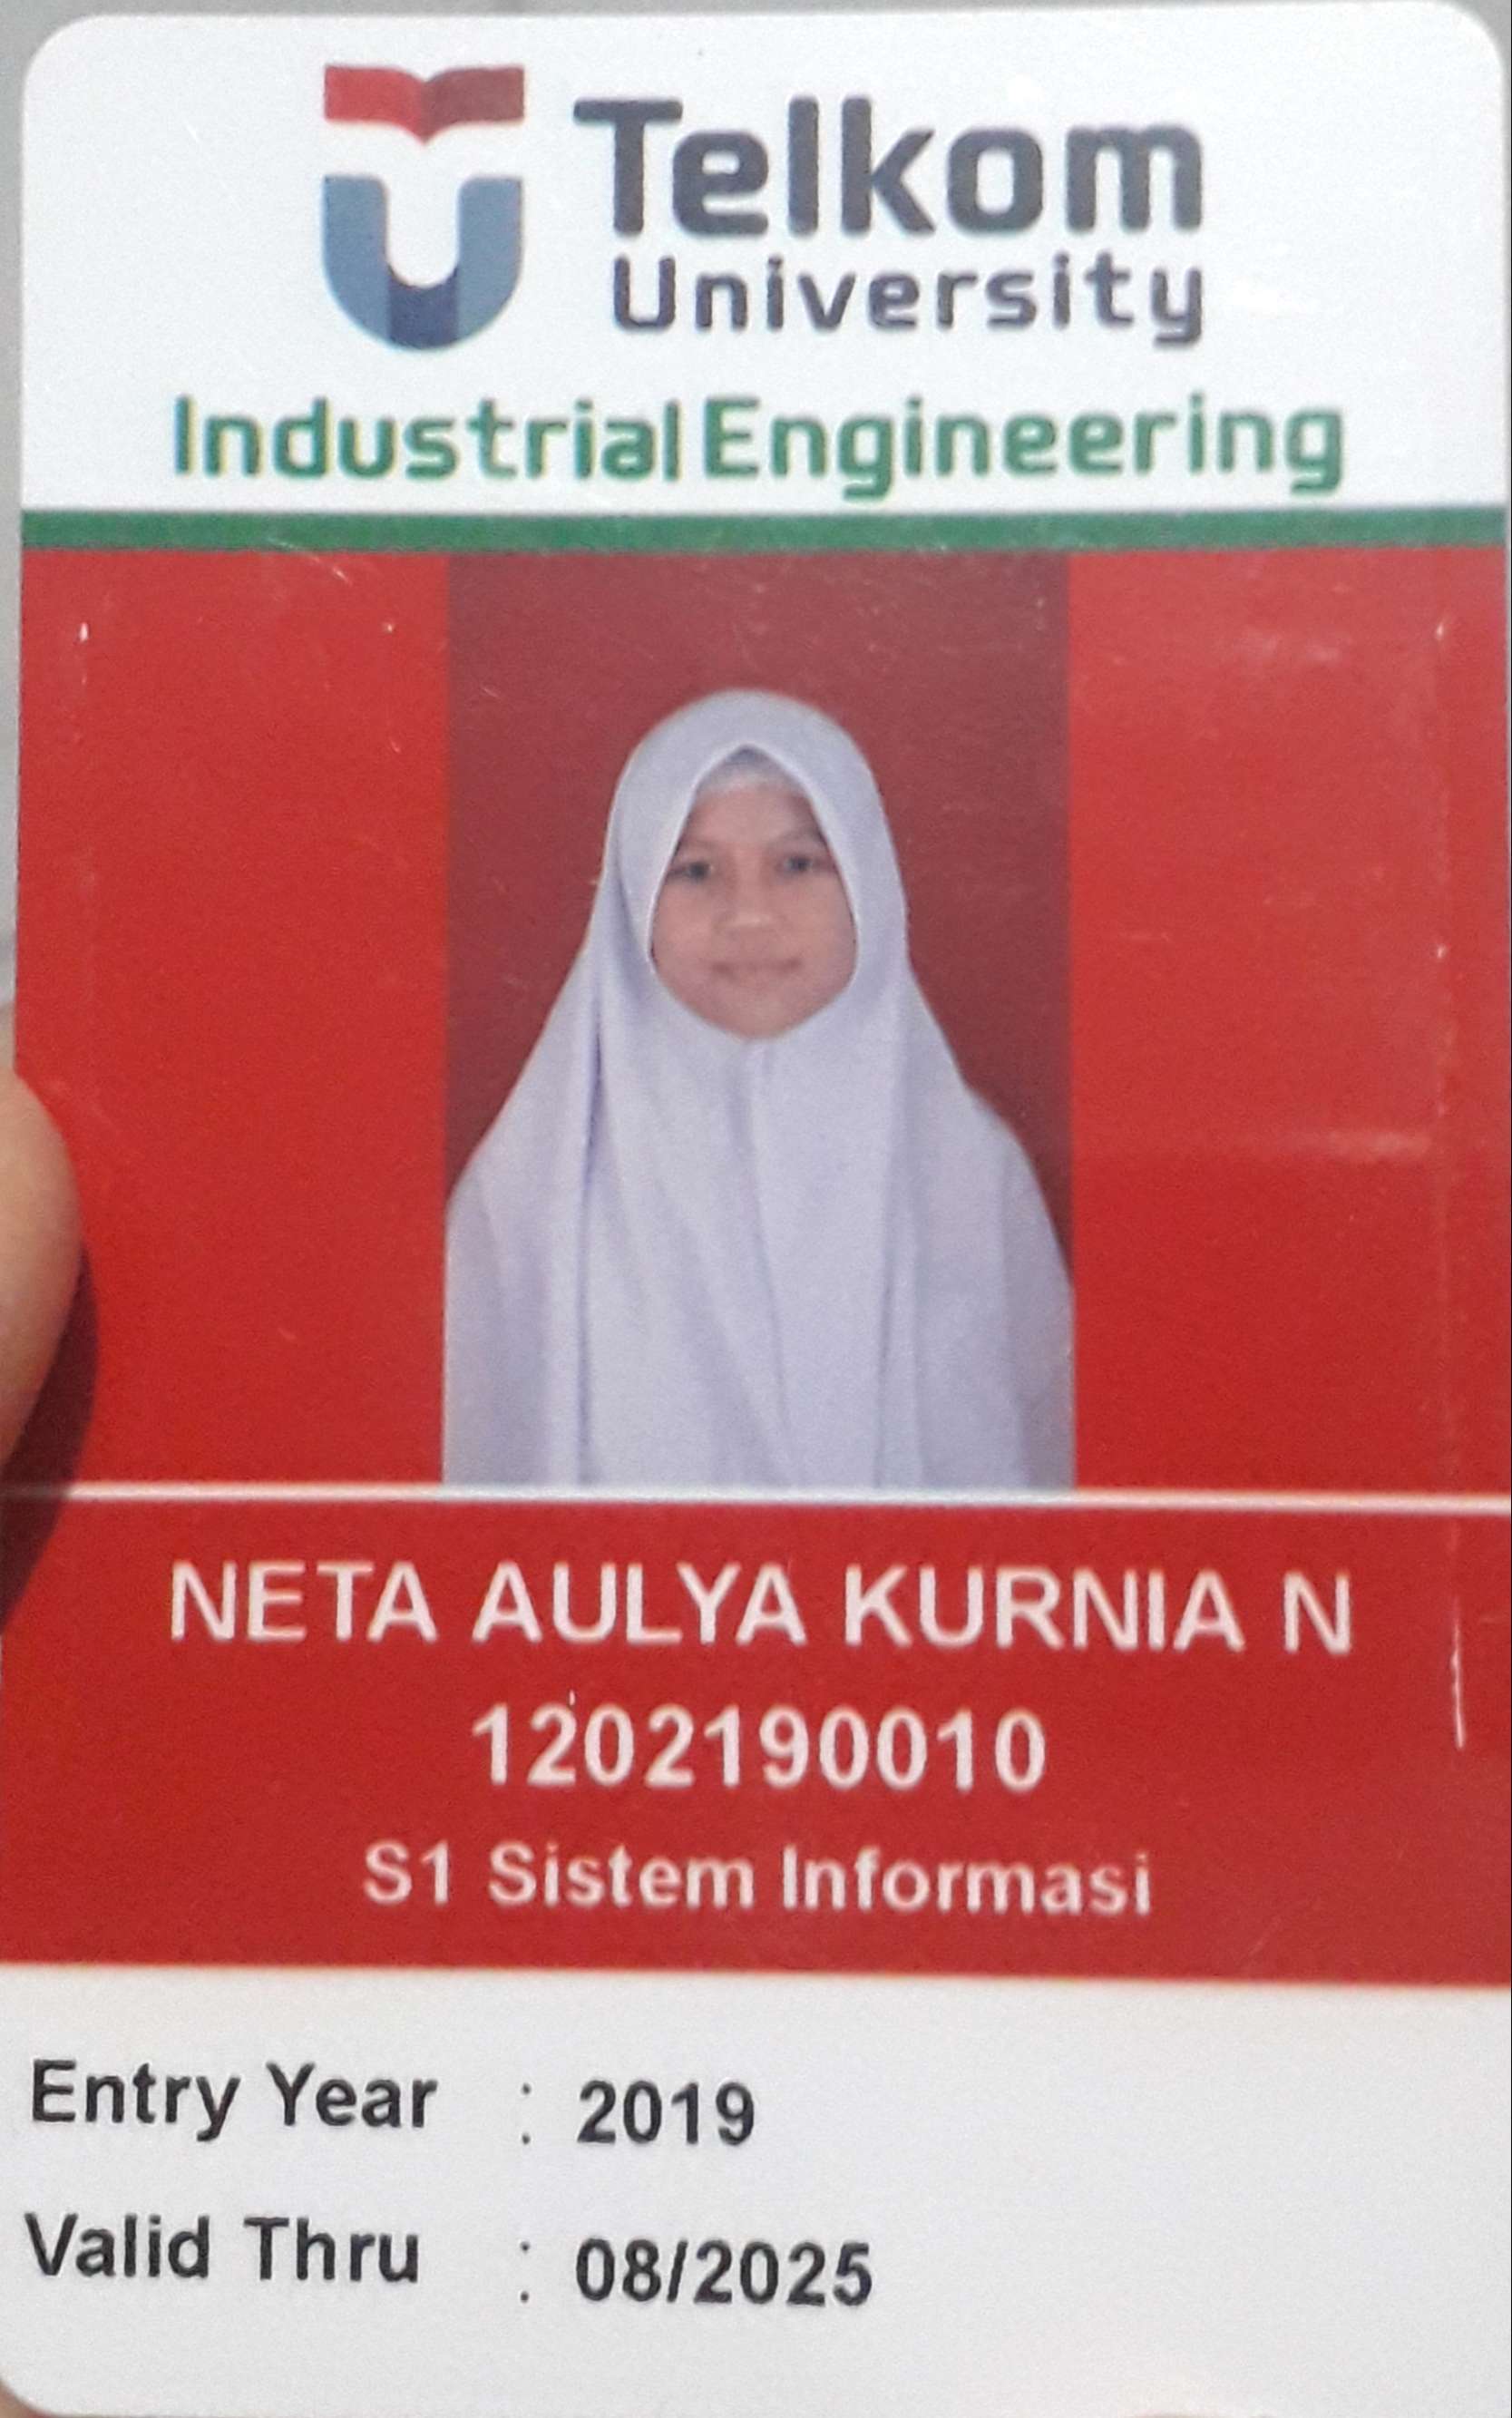 Telkom
University
Industrial Engineering
NETA AULYA KURNIA N
1202190010
S1 Sistem Informasi
Entry Year : 2019
Valid Thru : 08/2025